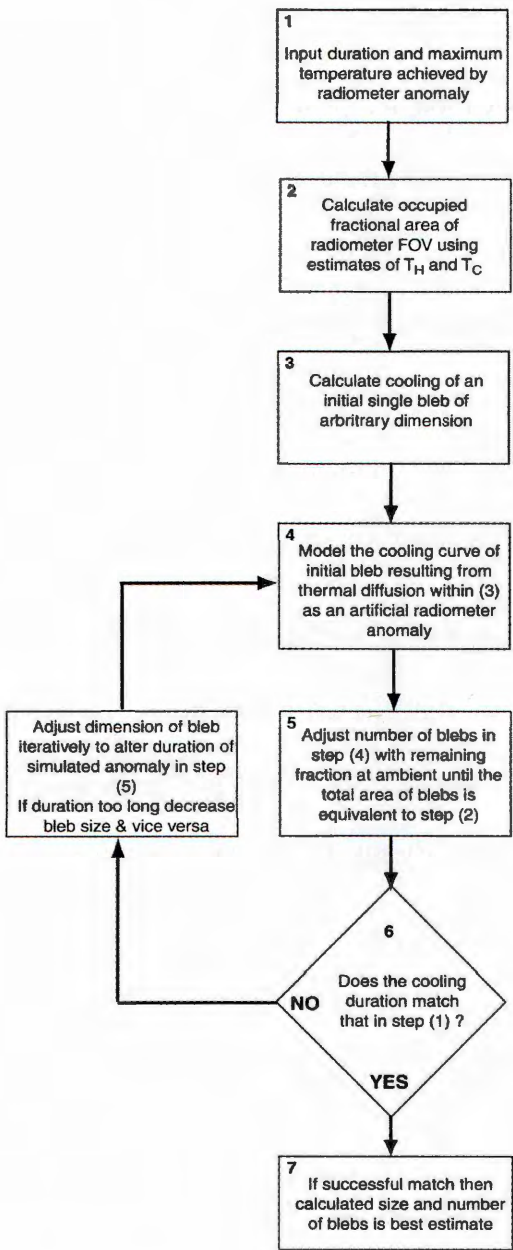 1
Input duration and maximum
temperature achieved by
radiometer anomaly
2
Calculate occupied
fractional area of
radiometer FOV using
estimates of TH and TC
3
Calculate cooling of an
initial single bleb of
arbritrary dimension
4
Model the cooling curve of
initial bleb resulting from
thermal diffusion within (3)
as an artificial radiometer
anomaly
Adjust dimension of bleb
iteratively to alter duration of
simulated anomaly in step
(5)
If duration too long decrease
bleb size & vice versa
5
Adjust number of blebs in
step (4) with remaining
fraction at ambient until the
total area of blebs is
equivalent to step (2)
6
Does the cooling
duration match
that in step (1) ?
NO
YES
7
If successful match then
calculated size and number
of blebs is best estimate